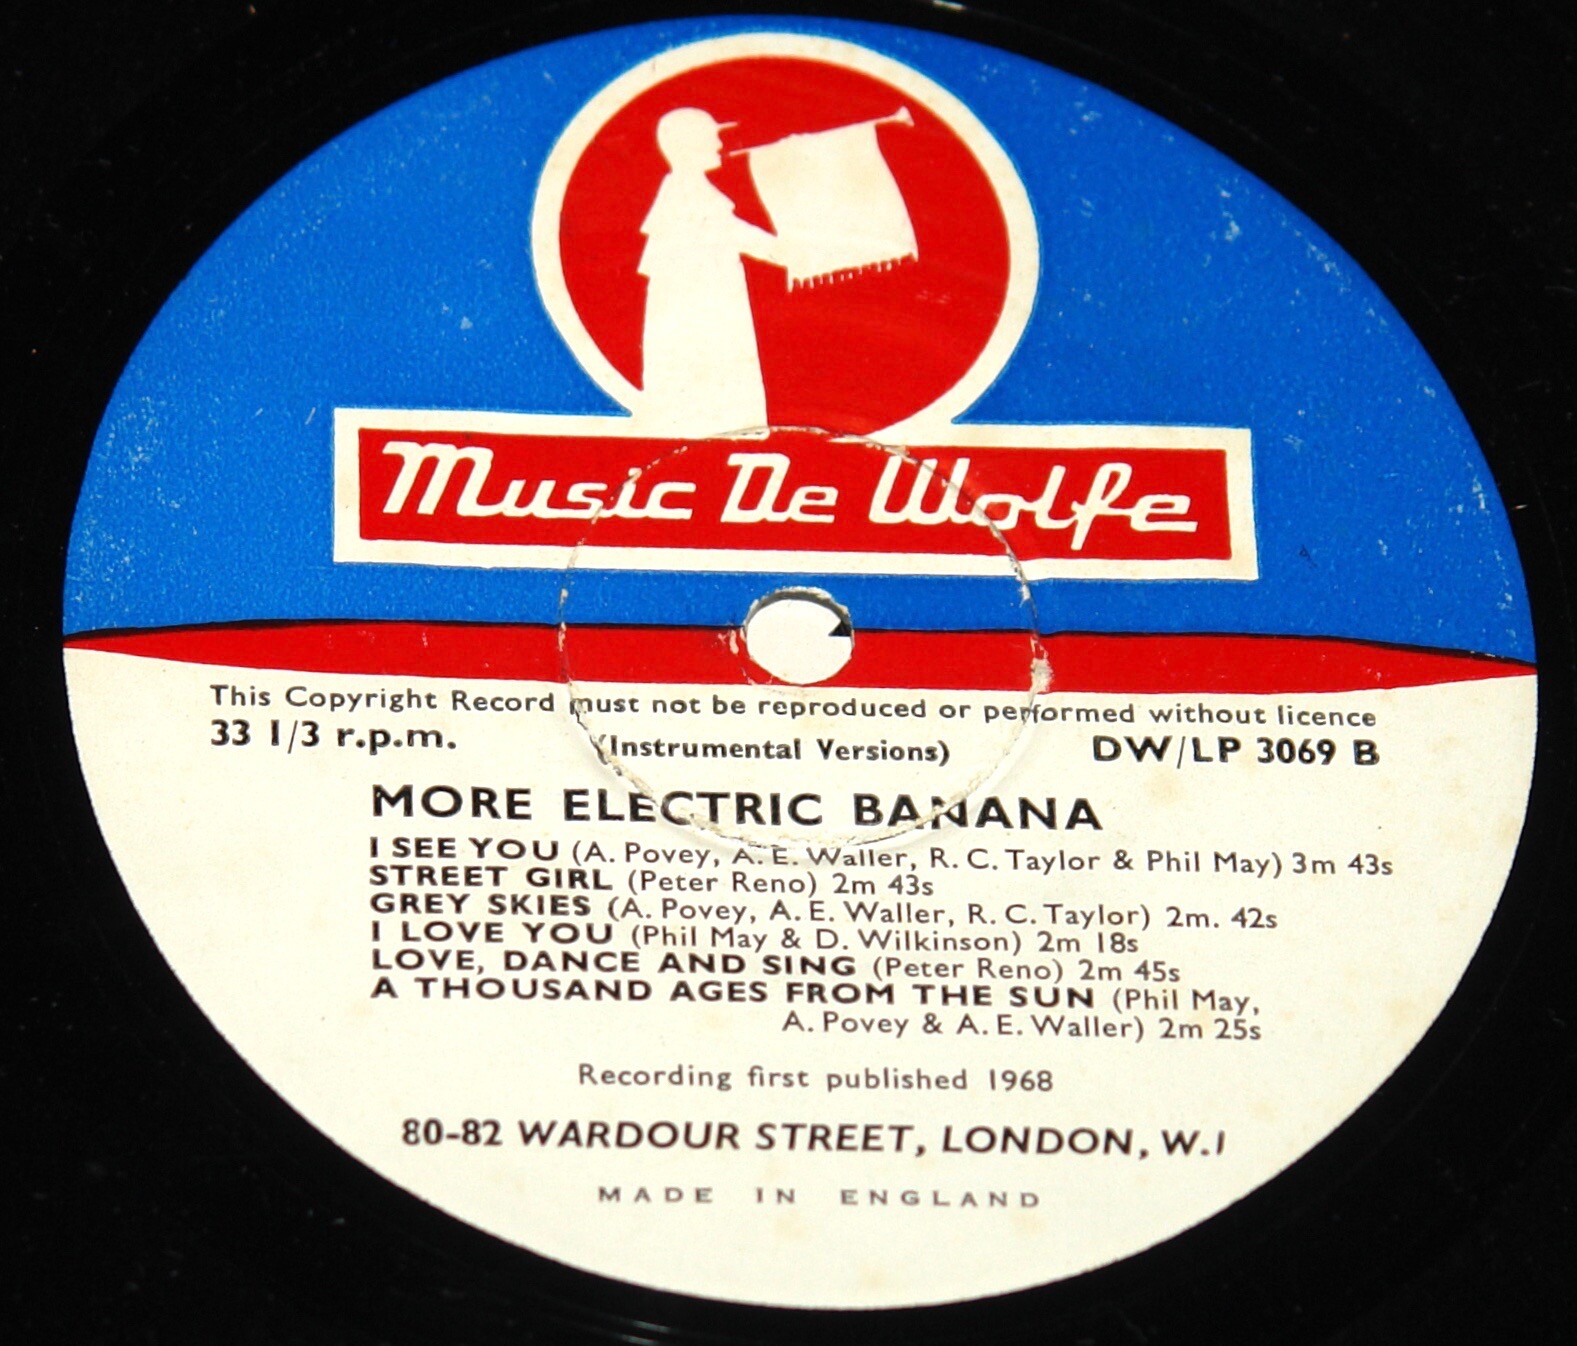 Music De Wolfe
This Copyright Record must not be reproduced or performed without licence
33 1/3 r.p.m. (Instrumental Versions) DW/LP 3069 B
MORE ELECTRIC BANANA
I SEE YOU (A. Povey, A. E. Waller, R. C. Taylor & Phil May) 3m 43s
STREET GIRL (Peter Reno) 2m 43s
GREY SKIES (A. Povey, A. E. Waller, R. C. Taylor) 2m. 42s
I LOVE YOU (Phil May & D. Wilkinson) 2m 18s
LOVE, DANCE AND SING (Peter Reno) 2m 45s
A THOUSAND AGES FROM THE SUN (Phil May,
A. Povey & A. E. Waller) 2m 25s
Recording first published 1968
80-82 WARDOUR STREET, LONDON, W.1
MADE IN ENGLAND